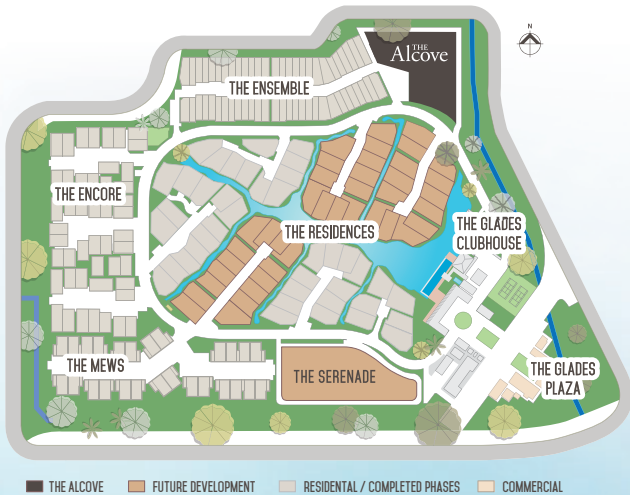 N
THE
Alcove
THE ENSEMBLE
THE ENCORE
THE RESIDENCES
THE GLADES
CLUBHOUSE
THE MEWS
THE SERENADE
THE GLADES
PLAZA
THE ALCOVE
FUTURE DEVELOPMENT
RESIDENTAL / COMPLETED PHASES
COMMERCIAL